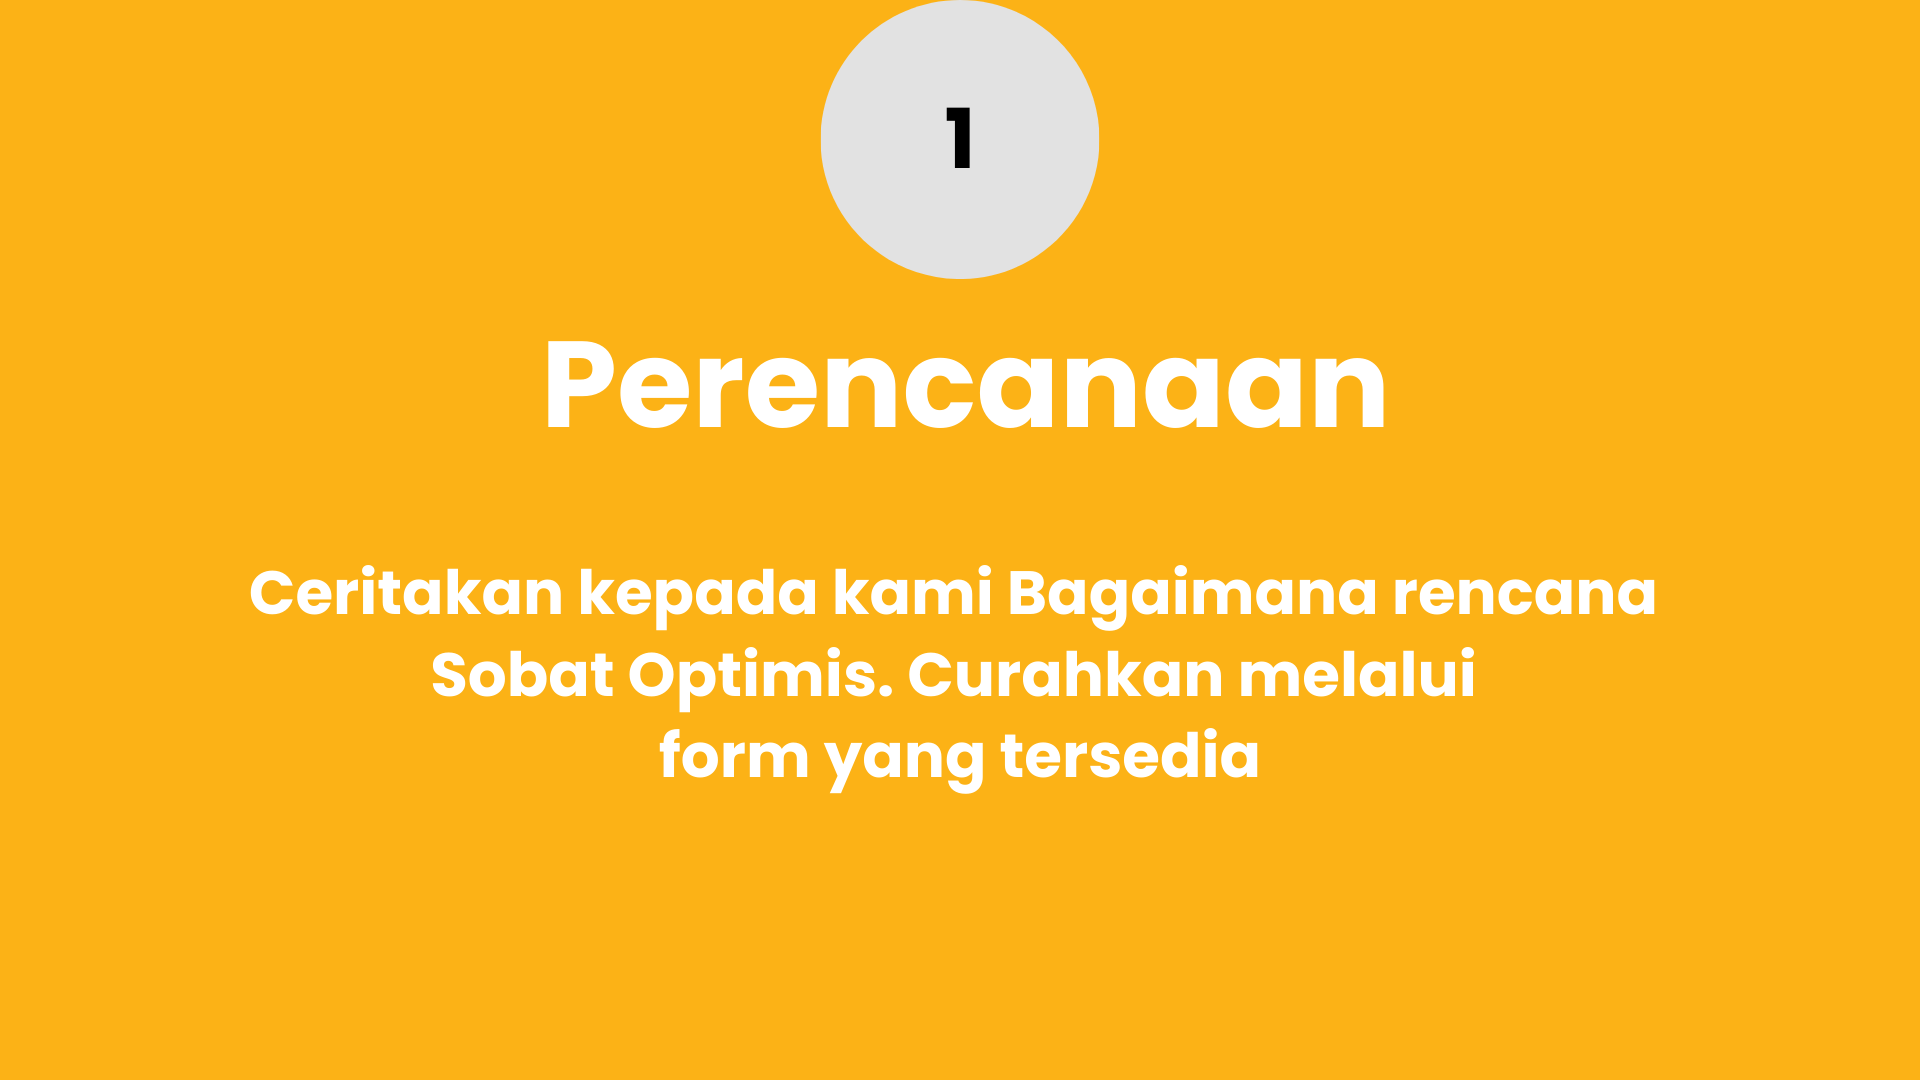 1
Perencanaan
Ceritakan kepada kami Bagaimana rencana
Sobat Optimis. Curahkan melalui
form yang tersedia